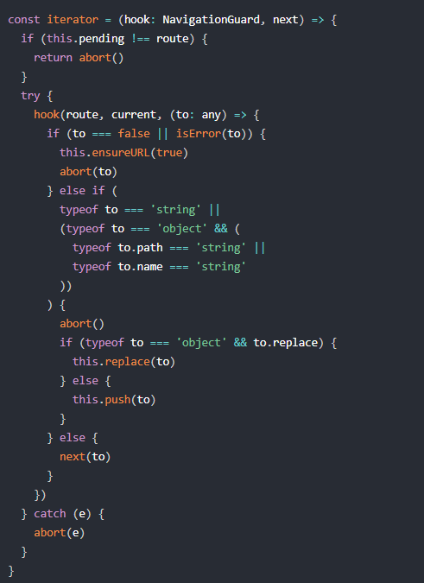 const iterator = (hook: NavigationGuard, next) => {
  if (this.pending !== route) {
    return abort()
  }
  try {
    hook(route, current, (to: any) => {
      if (to === false || isError(to)) {
        this.ensureURL(true)
        abort(to)
      } else if (
        typeof to === 'string' ||
        (typeof to === 'object' && (
          typeof to.path === 'string' ||
          typeof to.name === 'string'
        ))
      ) {
        abort()
        if (typeof to === 'object' && to.replace) {
          this.replace(to)
        } else {
          this.push(to)
        }
      } else {
        next(to)
      }
    })
  } catch (e) {
    abort(e)
  }
}